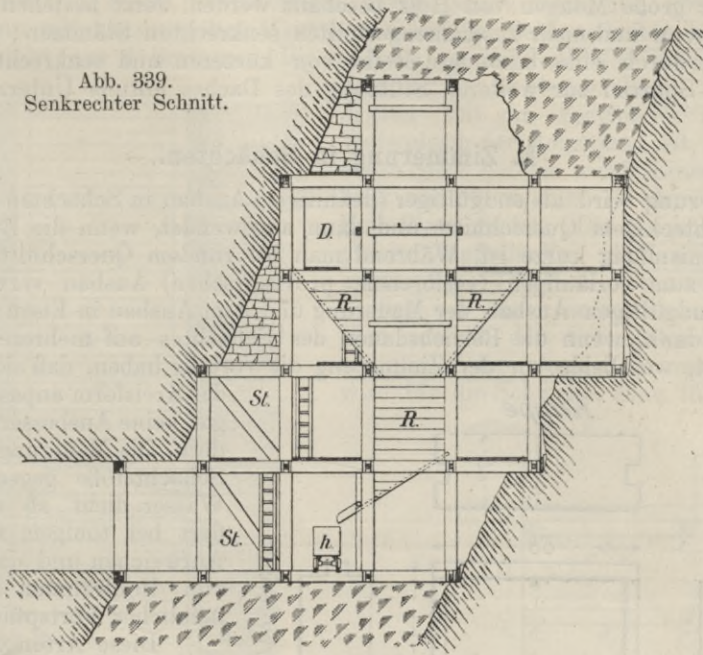 Abb. 339.
Senkrechter Schnitt.
D.
R.
R.
St.
R.
St.
h.